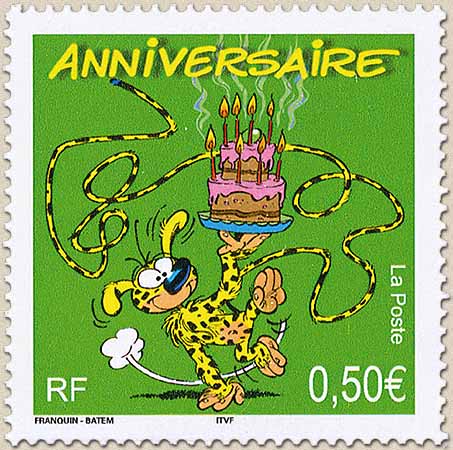 ANNIVERSAIRE
La Poste
RF
0,50€
FRANQUIN - BATEM
ITVF